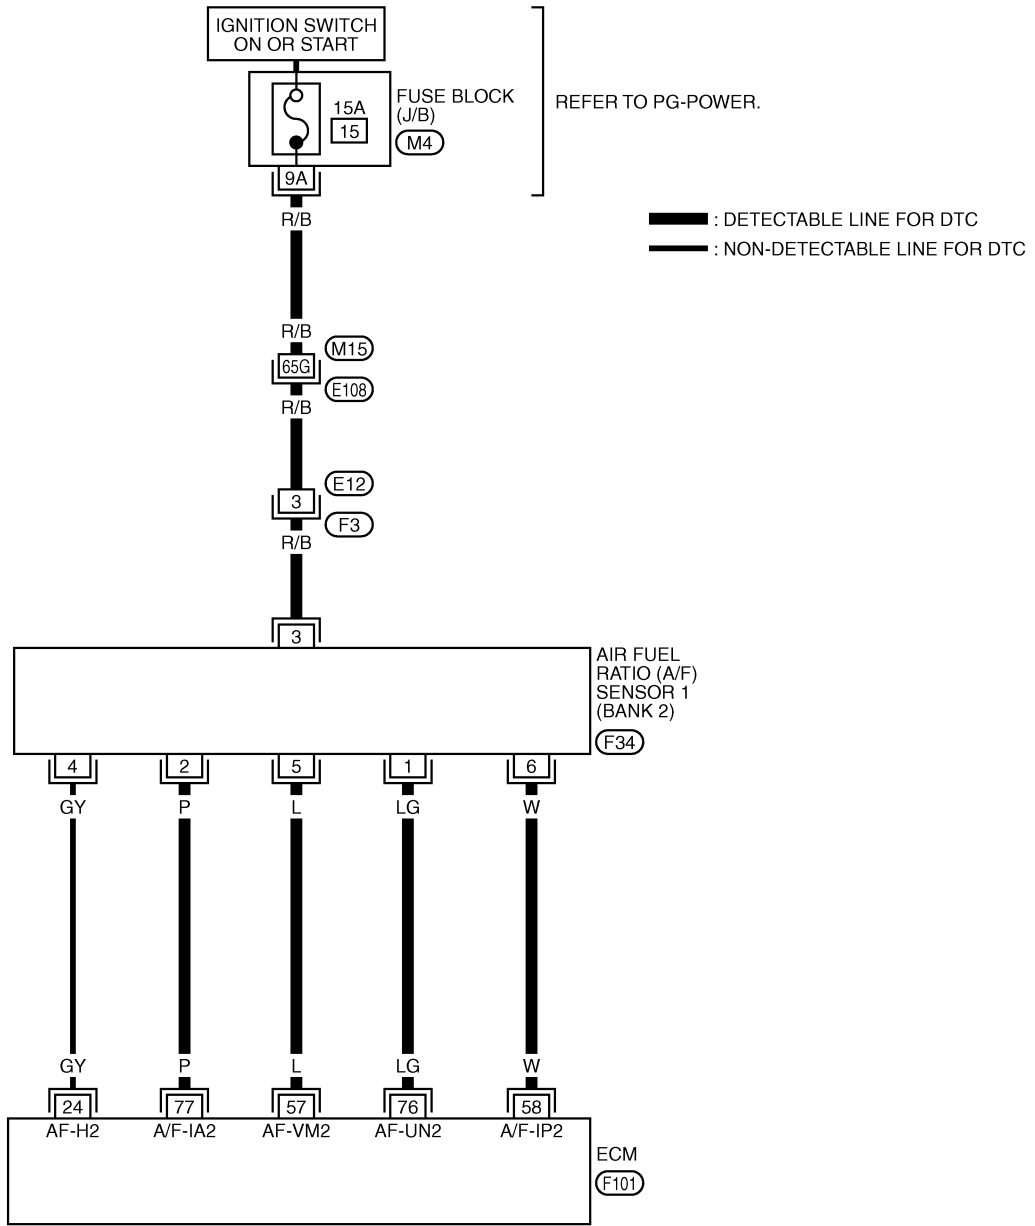 IGNITION SWITCH
ON OR START
FUSE BLOCK
(J/B)
M4
15A
15
REFER TO PG-POWER.
9A
R/B
: DETECTABLE LINE FOR DTC
: NON-DETECTABLE LINE FOR DTC
R/B
M15
65G
E108
R/B
E12
3
F3
R/B
3
AIR FUEL
RATIO (A/F)
SENSOR 1
(BANK 2)
F34
4 2 5 1 6
GY P L LG W
GY P L LG W
24 77 57 76 58
AF-H2 A/F-IA2 AF-VM2 AF-UN2 A/F-IP2
ECM
F101